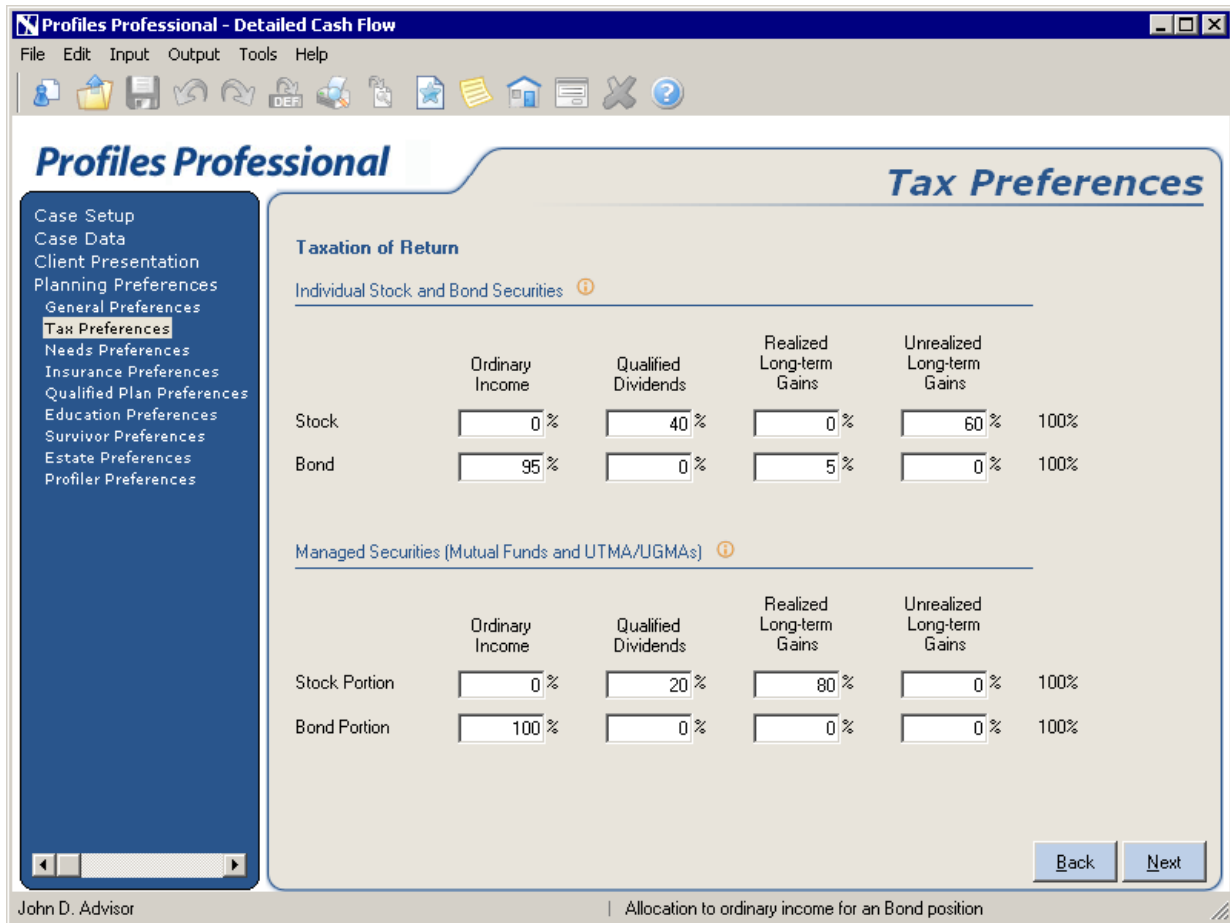 Profiles Professional - Detailed Cash Flow
File Edit Input Output Tools Help
DEF
Profiles Professional
Tax Preferences
Case Setup
Case Data
Client Presentation
Planning Preferences
General Preferences
Tax Preferences
Needs Preferences
Insurance Preferences
Qualified Plan Preferences
Education Preferences
Survivor Preferences
Estate Preferences
Profiler Preferences
Taxation of Return
Individual Stock and Bond Securities
Ordinary Income Qualified Dividends Realized Long-term Gains Unrealized Long-term Gains
Stock 0 % 40 % 0 % 60 % 100%
Bond 95 % 0 % 5 % 0 % 100%
Managed Securities (Mutual Funds and UTMA/UGMAs)
Ordinary Income Qualified Dividends Realized Long-term Gains Unrealized Long-term Gains
Stock Portion 0 % 20 % 80 % 0 % 100%
Bond Portion 100 % 0 % 0 % 0 % 100%
Back Next
John D. Advisor | Allocation to ordinary income for an Bond position